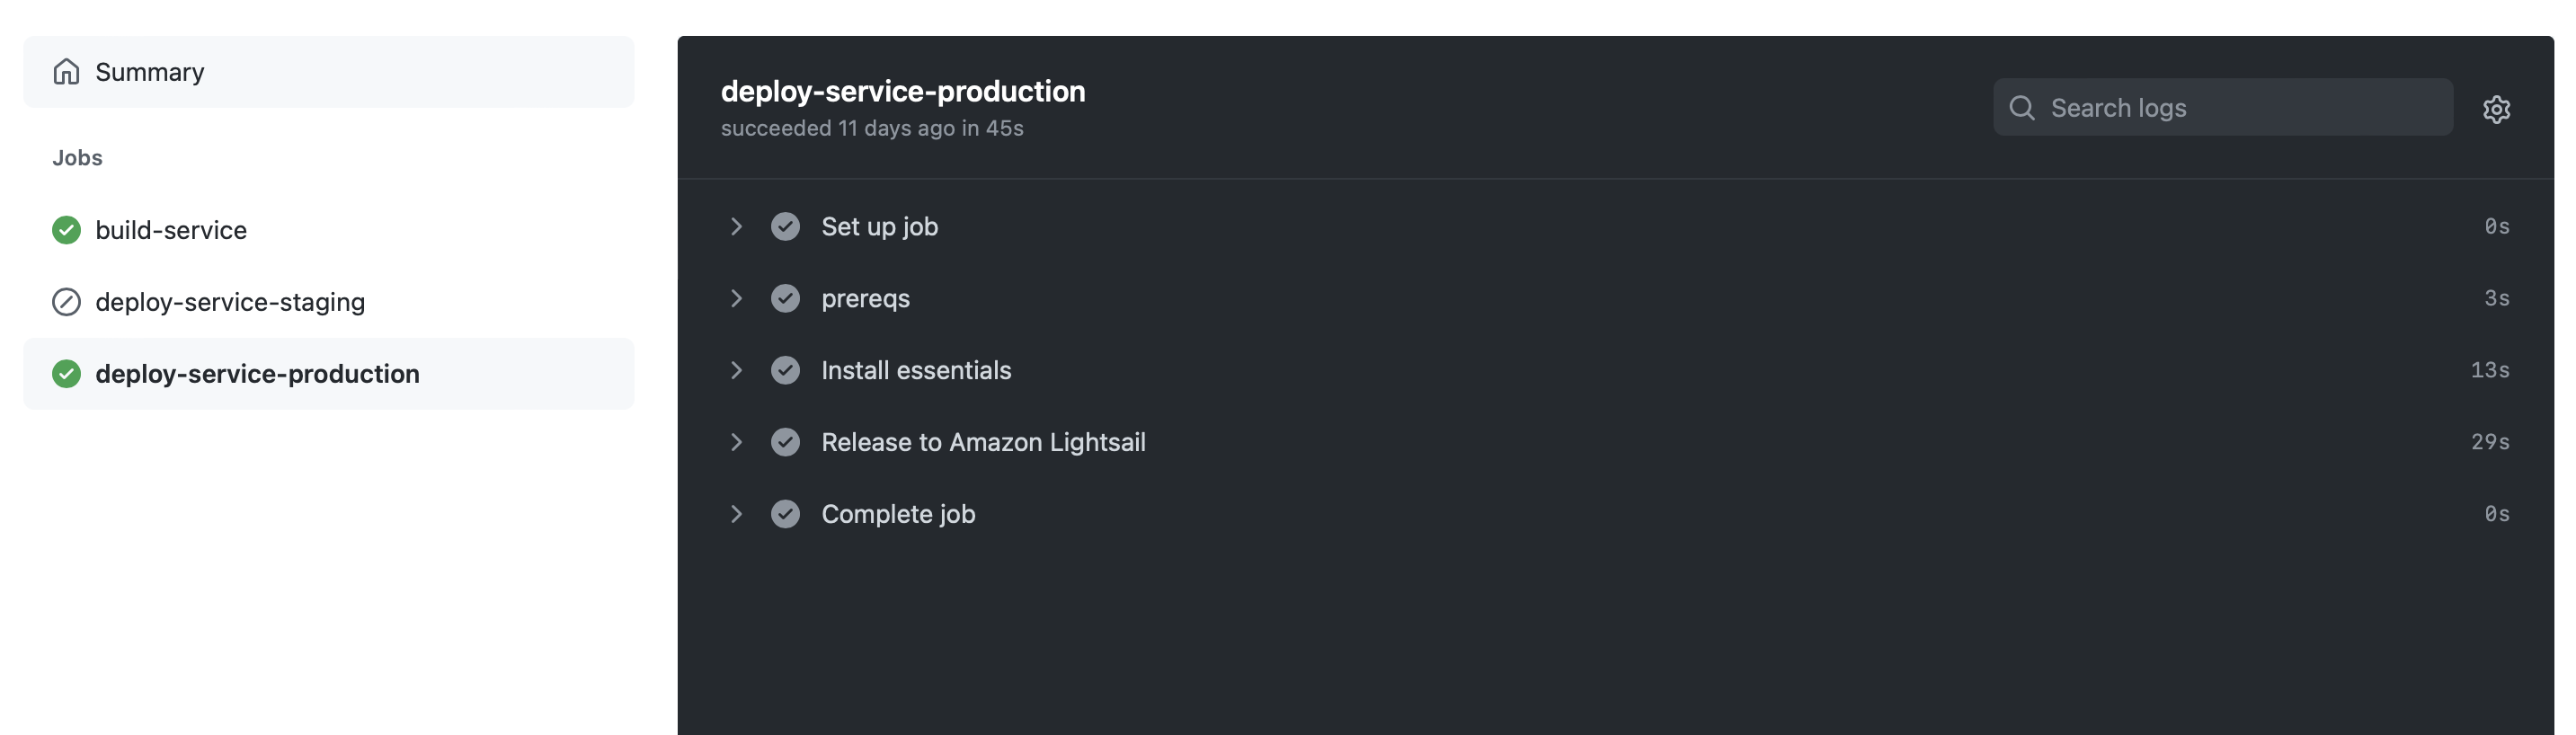 Summary
Jobs
build-service
deploy-service-staging
deploy-service-production
deploy-service-production
succeeded 11 days ago in 45s
Search logs
Set up job 0s
prereqs 3s
Install essentials 13s
Release to Amazon Lightsail 29s
Complete job 0s